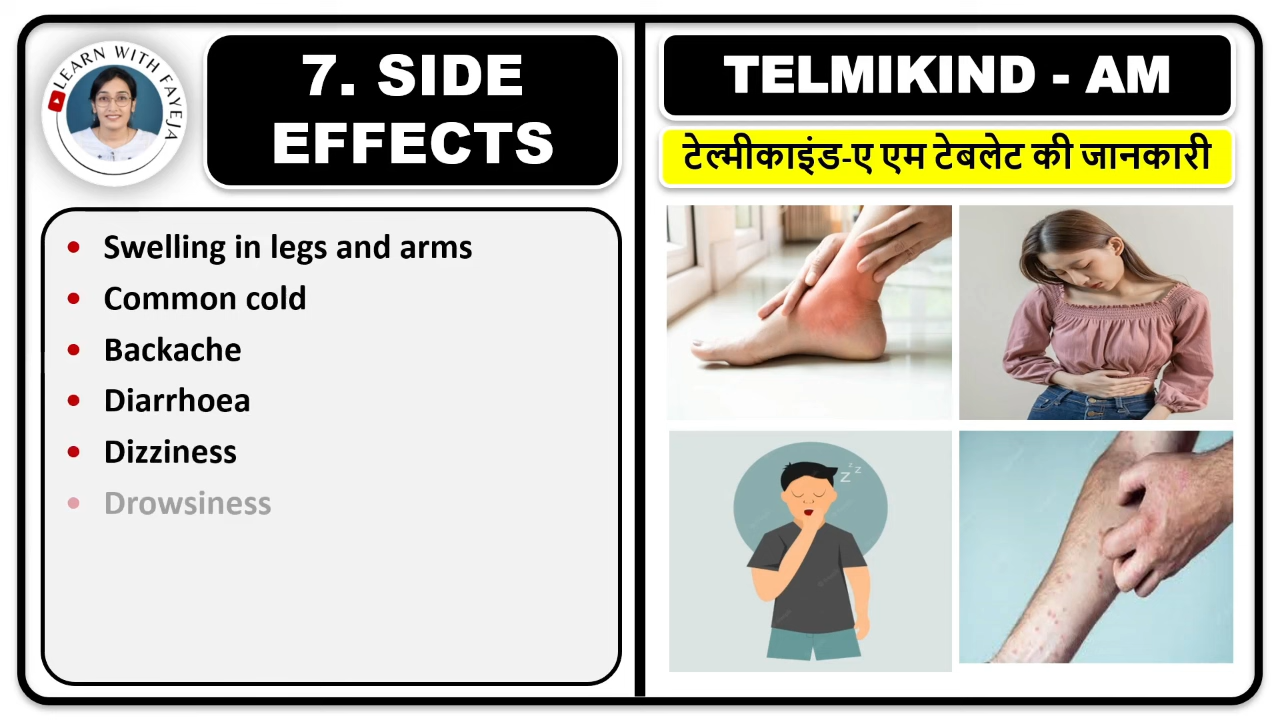 LEARN WITH FAYEJA
7. SIDE
EFFECTS
Swelling in legs and arms
Common cold
Backache
Diarrhoea
Dizziness
Drowsiness
TELMIKIND - AM
टेल्मीकाइंड-ए एम टेबलेट की जानकारी
z z z